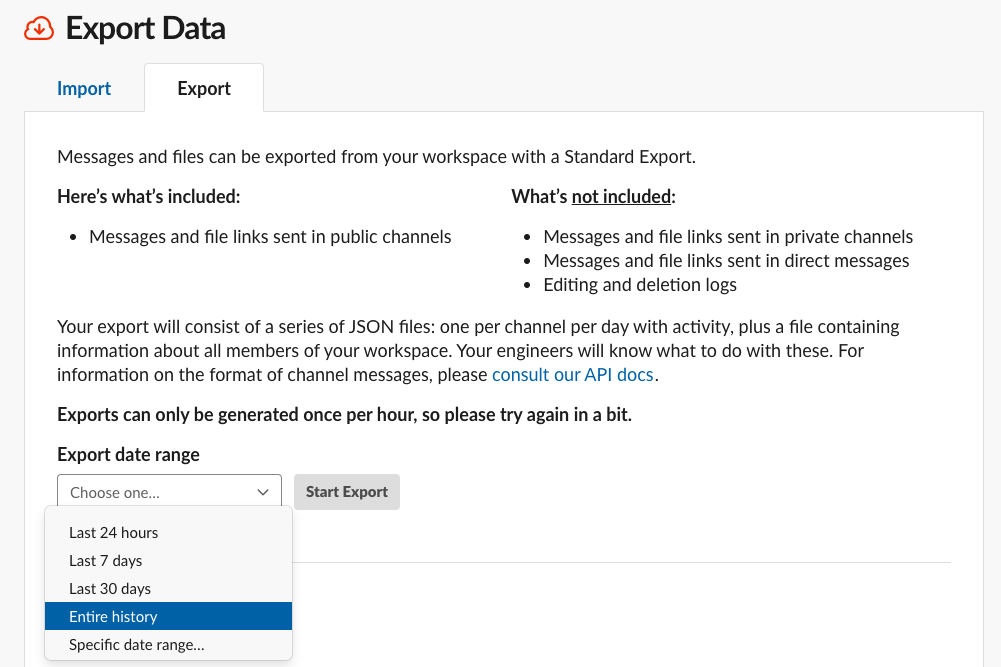 Export Data
Import
Export
Messages and files can be exported from your workspace with a Standard Export.
Here’s what’s included:
• Messages and file links sent in public channels
What’s not included:
• Messages and file links sent in private channels
• Messages and file links sent in direct messages
• Editing and deletion logs
Your export will consist of a series of JSON files: one per channel per day with activity, plus a file containing
information about all members of your workspace. Your engineers will know what to do with these. For
information on the format of channel messages, please consult our API docs.
Exports can only be generated once per hour, so please try again in a bit.
Export date range
Choose one...
Start Export
Last 24 hours
Last 7 days
Last 30 days
Entire history
Specific date range...